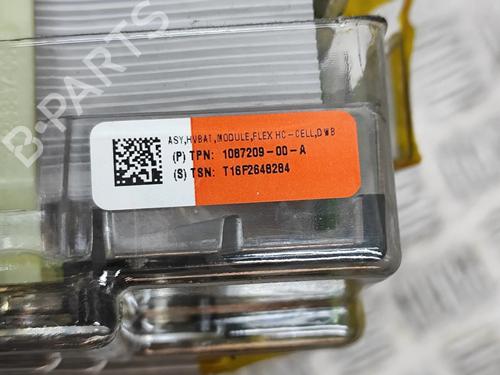 B-PARTS
ASY,HVBAT,MODULE,FLEX HC-CELL,DWB
(P) TPN: 1087209-00-A
(S) TSN: T16F2648284